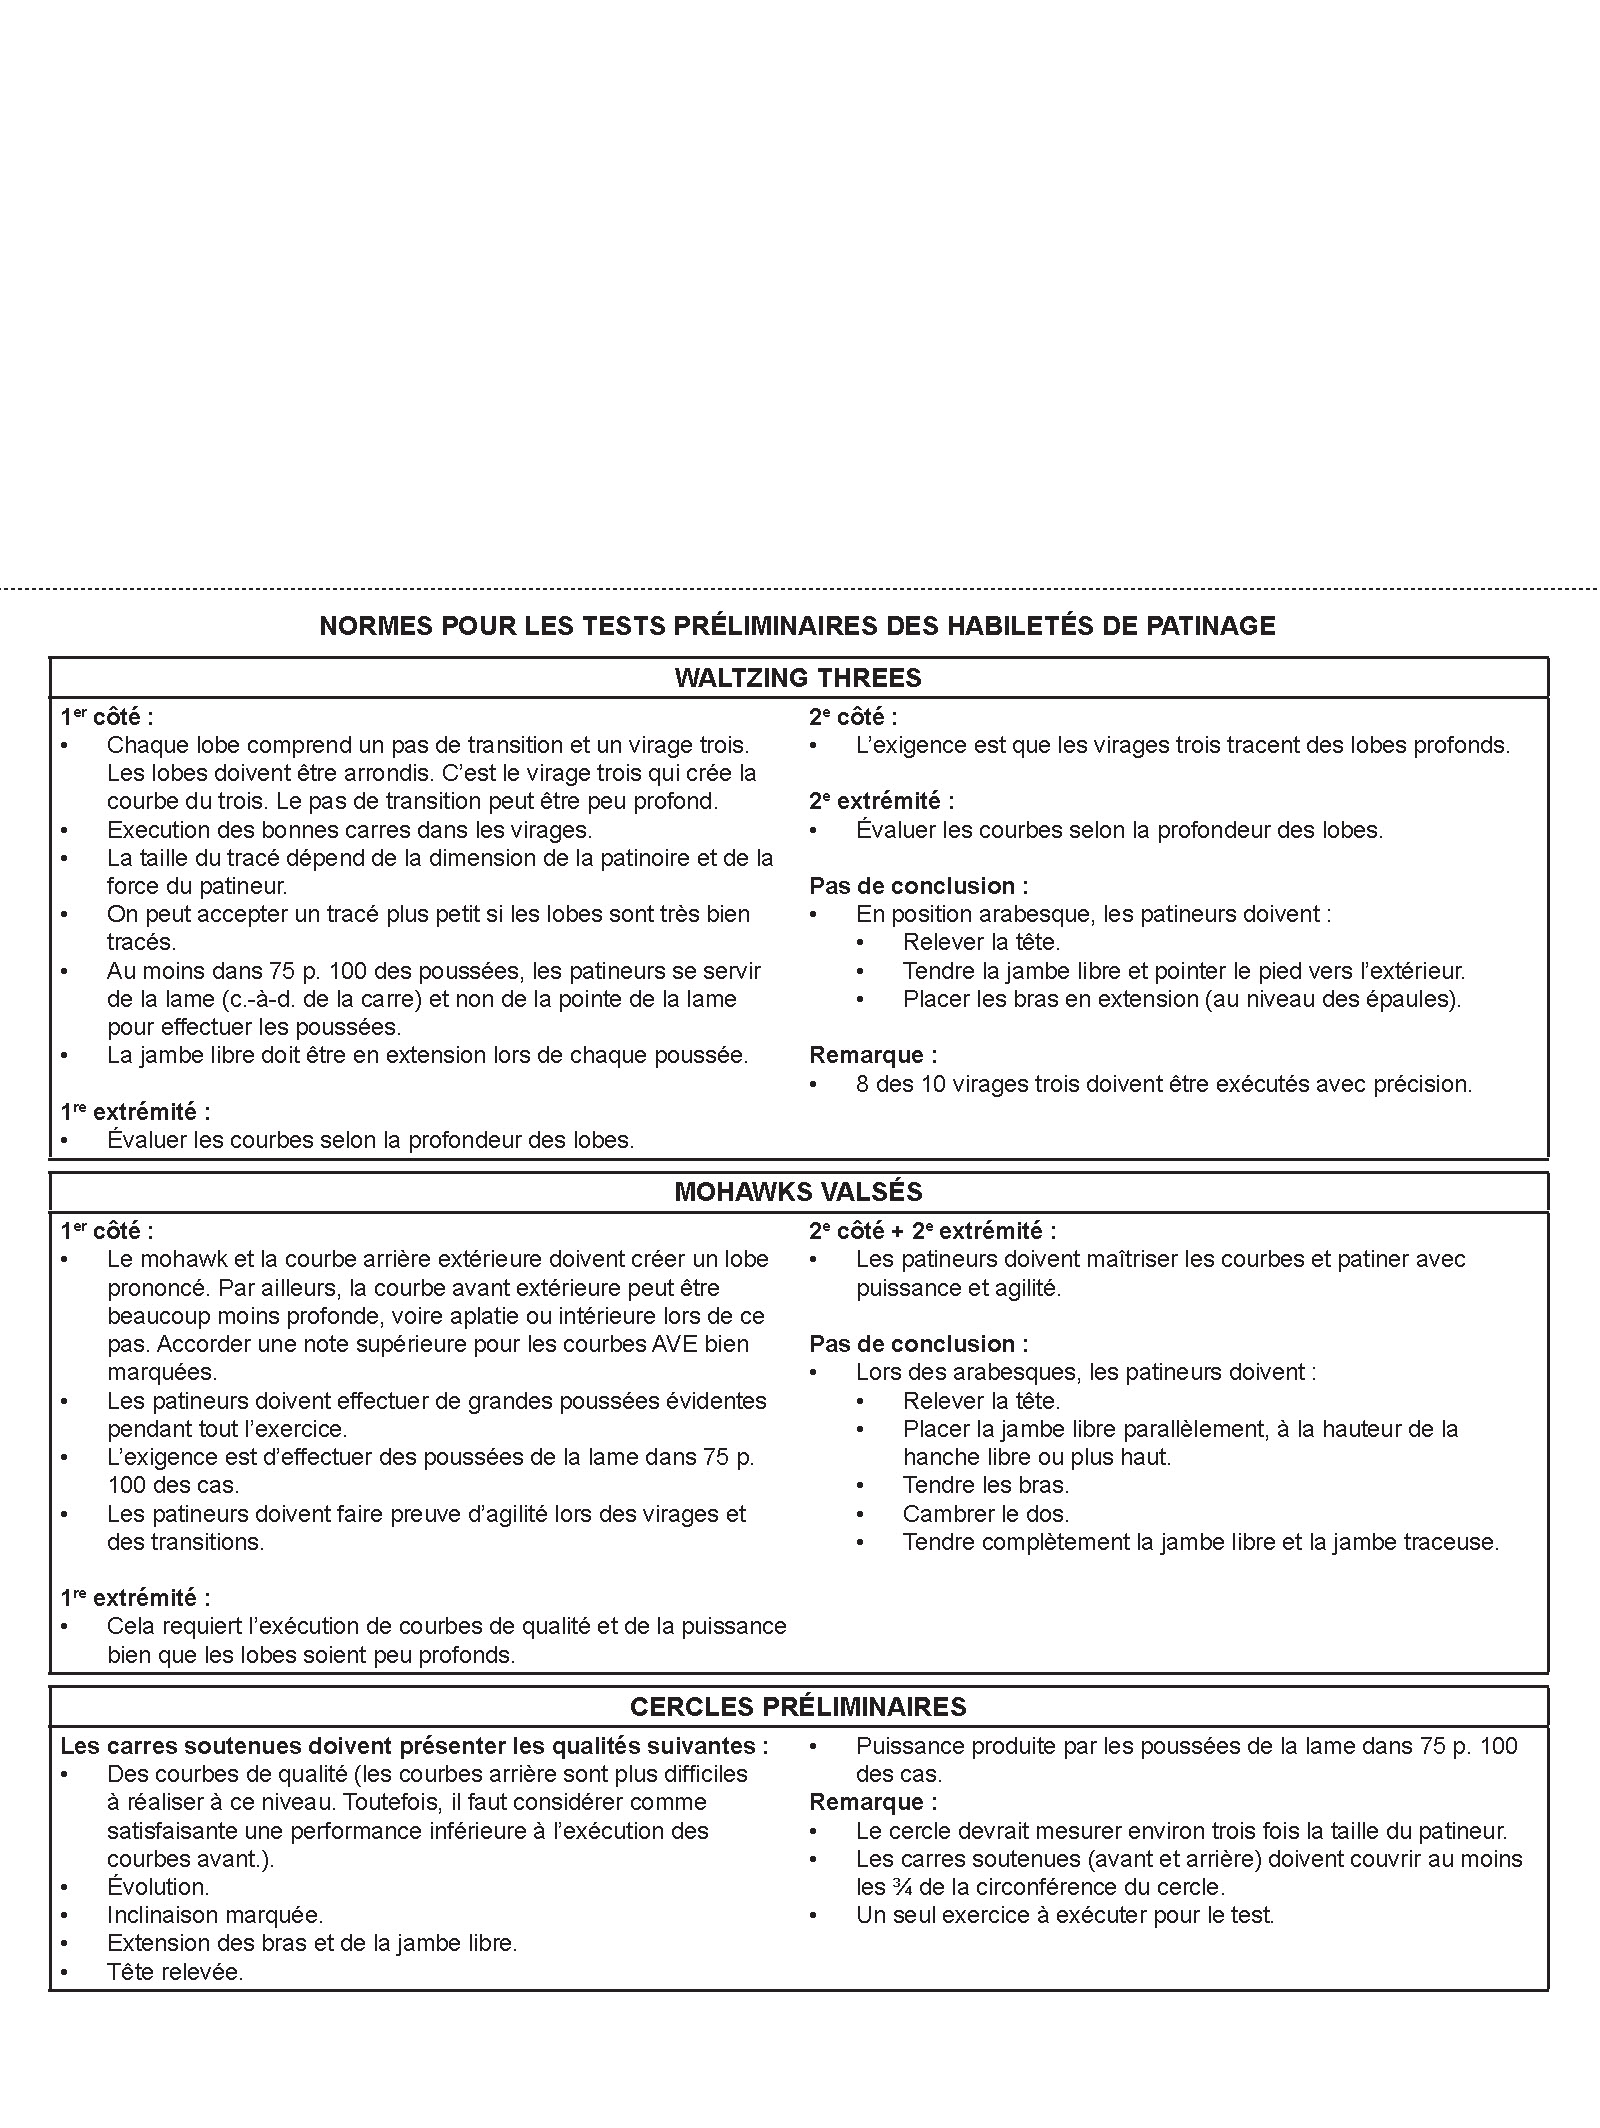 NORMES POUR LES TESTS PRÉLIMINAIRES DES HABILETÉS DE PATINAGE
WALTZING THREES
1er côté :
• Chaque lobe comprend un pas de transition et un virage trois.
Les lobes doivent être arrondis. C’est le virage trois qui crée la
courbe du trois. Le pas de transition peut être peu profond.
• Execution des bonnes carres dans les virages.
• La taille du tracé dépend de la dimension de la patinoire et de la
force du patineur.
• On peut accepter un tracé plus petit si les lobes sont très bien
tracés.
• Au moins dans 75 p. 100 des poussées, les patineurs se servir
de la lame (c.-à-d. de la carre) et non de la pointe de la lame
pour effectuer les poussées.
• La jambe libre doit être en extension lors de chaque poussée.
1re extrémité :
• Évaluer les courbes selon la profondeur des lobes.
2e côté :
• L’exigence est que les virages trois tracent des lobes profonds.
2e extrémité :
• Évaluer les courbes selon la profondeur des lobes.
Pas de conclusion :
• En position arabesque, les patineurs doivent :
• Relever la tête.
• Tendre la jambe libre et pointer le pied vers l’extérieur.
• Placer les bras en extension (au niveau des épaules).
Remarque :
• 8 des 10 virages trois doivent être exécutés avec précision.
MOHAWKS VALSÉS
1er côté :
• Le mohawk et la courbe arrière extérieure doivent créer un lobe
prononcé. Par ailleurs, la courbe avant extérieure peut être
beaucoup moins profonde, voire aplatie ou intérieure lors de ce
pas. Accorder une note supérieure pour les courbes AVE bien
marquées.
• Les patineurs doivent effectuer de grandes poussées évidentes
pendant tout l’exercice.
• L’exigence est d’effectuer des poussées de la lame dans 75 p.
100 des cas.
• Les patineurs doivent faire preuve d’agilité lors des virages et
des transitions.
1re extrémité :
• Cela requiert l’exécution de courbes de qualité et de la puissance
bien que les lobes soient peu profonds.
2e côté + 2e extrémité :
• Les patineurs doivent maîtriser les courbes et patiner avec
puissance et agilité.
Pas de conclusion :
• Lors des arabesques, les patineurs doivent :
• Relever la tête.
• Placer la jambe libre parallèlement, à la hauteur de la
hanche libre ou plus haut.
• Tendre les bras.
• Cambrer le dos.
• Tendre complètement la jambe libre et la jambe traceuse.
CERCLES PRÉLIMINAIRES
Les carres soutenues doivent présenter les qualités suivantes :
• Des courbes de qualité (les courbes arrière sont plus difficiles
à réaliser à ce niveau. Toutefois, il faut considérer comme
satisfaisante une performance inférieure à l’exécution des
courbes avant.).
• Évolution.
• Inclinaison marquée.
• Extension des bras et de la jambe libre.
• Tête relevée.
• Puissance produite par les poussées de la lame dans 75 p. 100
des cas.
Remarque :
• Le cercle devrait mesurer environ trois fois la taille du patineur.
• Les carres soutenues (avant et arrière) doivent couvrir au moins
les ¾ de la circonférence du cercle.
• Un seul exercice à exécuter pour le test.